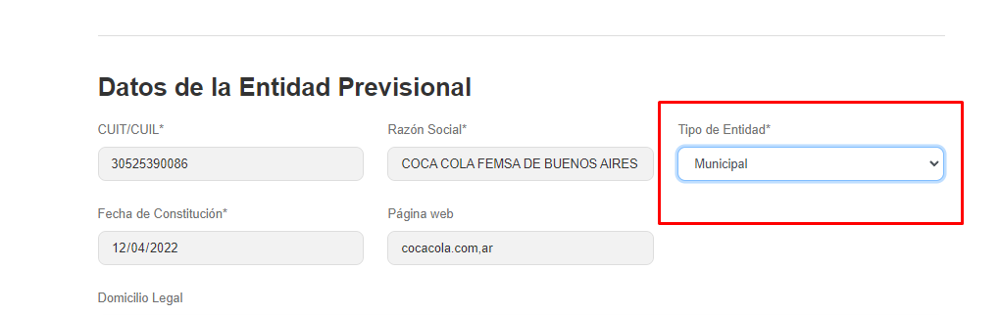 Datos de la Entidad Previsional
CUIT/CUIL* Razón Social* Tipo de Entidad*
30525390086 COCA COLA FEMSA DE BUENOS AIRES Municipal
Fecha de Constitución* Página web
12/04/2022 cocacola.com,ar
Domicilio Legal